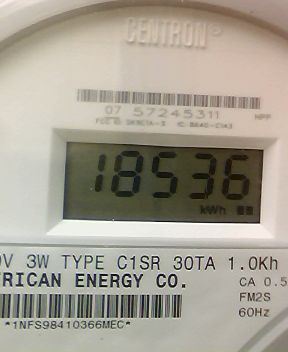 CENTRON®
07 57245311
HPF
18536
kWh
V 3W TYPE C1SR 30TA 1.0Kh
RICAN ENERGY CO.
CA 0.5
FM2S
60Hz
*1NFS98410366MEC*